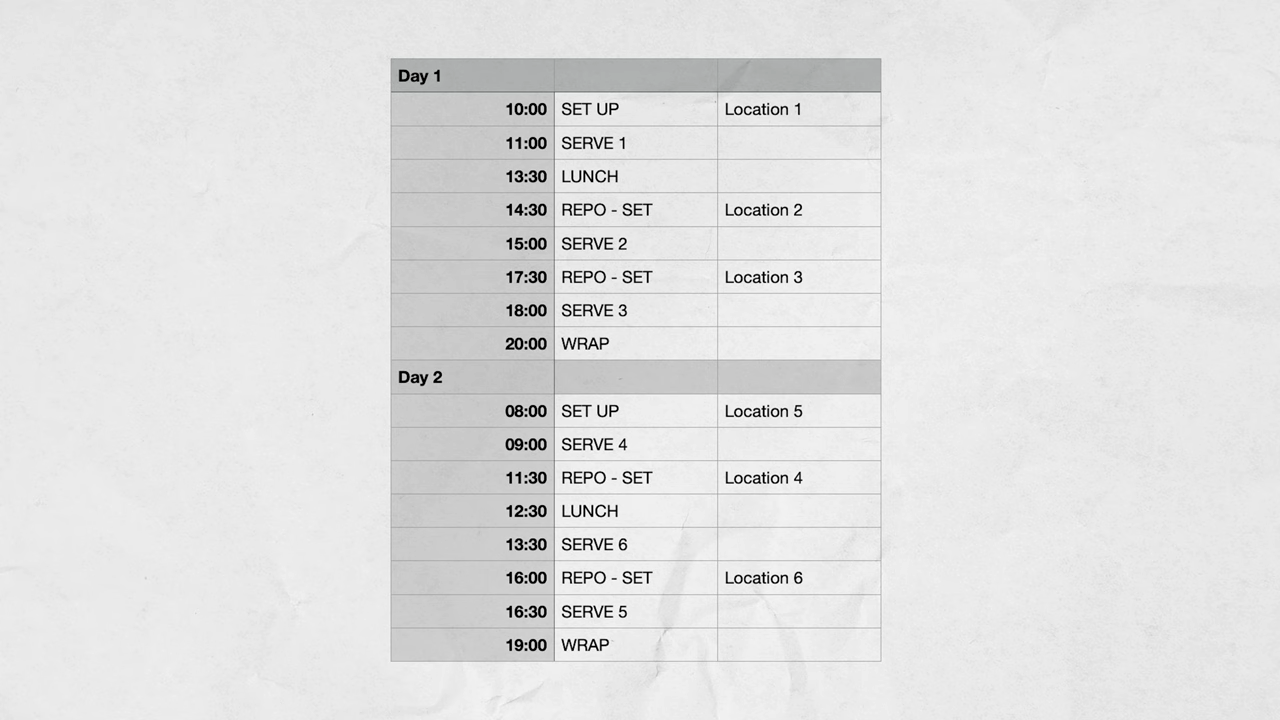 Day 1
10:00 SET UP Location 1
11:00 SERVE 1
13:30 LUNCH
14:30 REPO - SET Location 2
15:00 SERVE 2
17:30 REPO - SET Location 3
18:00 SERVE 3
20:00 WRAP
Day 2
08:00 SET UP Location 5
09:00 SERVE 4
11:30 REPO - SET Location 4
12:30 LUNCH
13:30 SERVE 6
16:00 REPO - SET Location 6
16:30 SERVE 5
19:00 WRAP